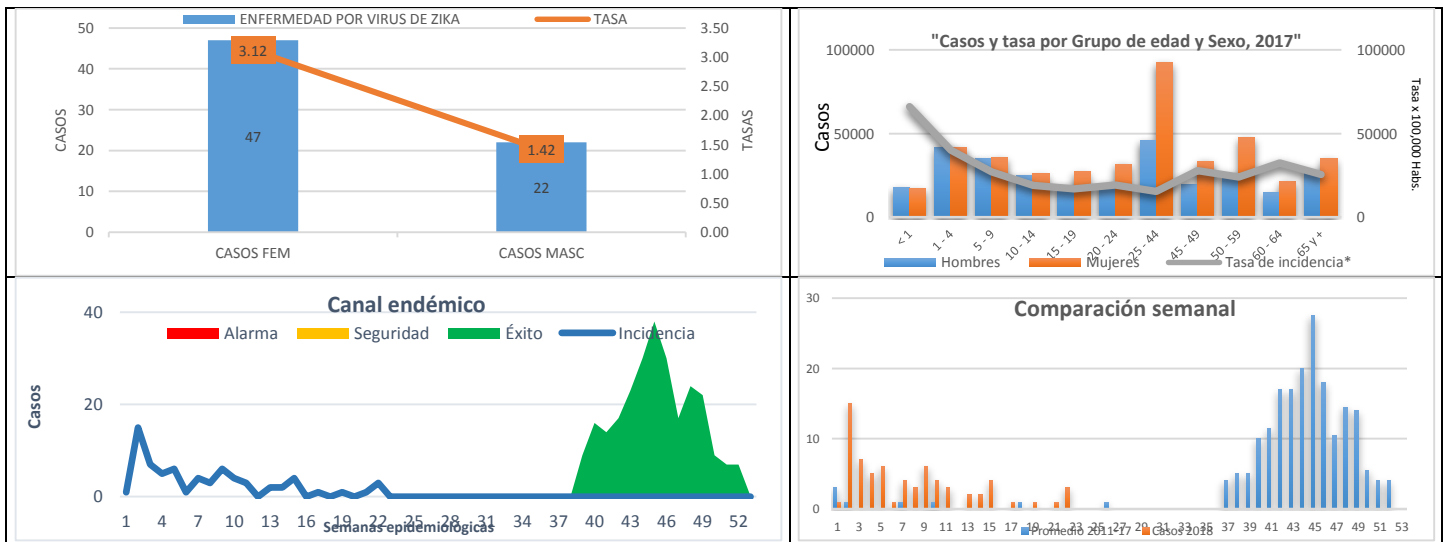 ENFERMEDAD POR VIRUS DE ZIKA TASA
50 3.50
40 3.00
2.50
30 2.00
20 1.50
10 1.00
0.50
0 0.00
CASOS
TASAS
3.12
47
1.42
22
CASOS FEM CASOS MASC
"Casos y tasa por Grupo de edad y Sexo, 2017"
100000 100000
50000 50000
0 0
Casos
Tasa x 100,000 Habs.
< 1 1 - 4 5 - 9 10 - 14 15 - 19 20 - 24 25 - 44 45 - 49 50 - 59 60 - 64 65 y +
Hombres Mujeres Tasa de incidencia*
Canal endémico
Alarma Seguridad Éxito Incidencia
40
20
0
Casos
1 4 7 10 13 16 19 22 25 28 31 34 37 40 43 46 49 52
Semanas epidemiológicas
Comparación semanal
30
20
10
0
1 3 5 7 9 11 13 15 17 19 21 23 25 27 29 31 33 35 37 39 41 43 45 47 49 51 53
Promedio 2011-17 Casos 2018